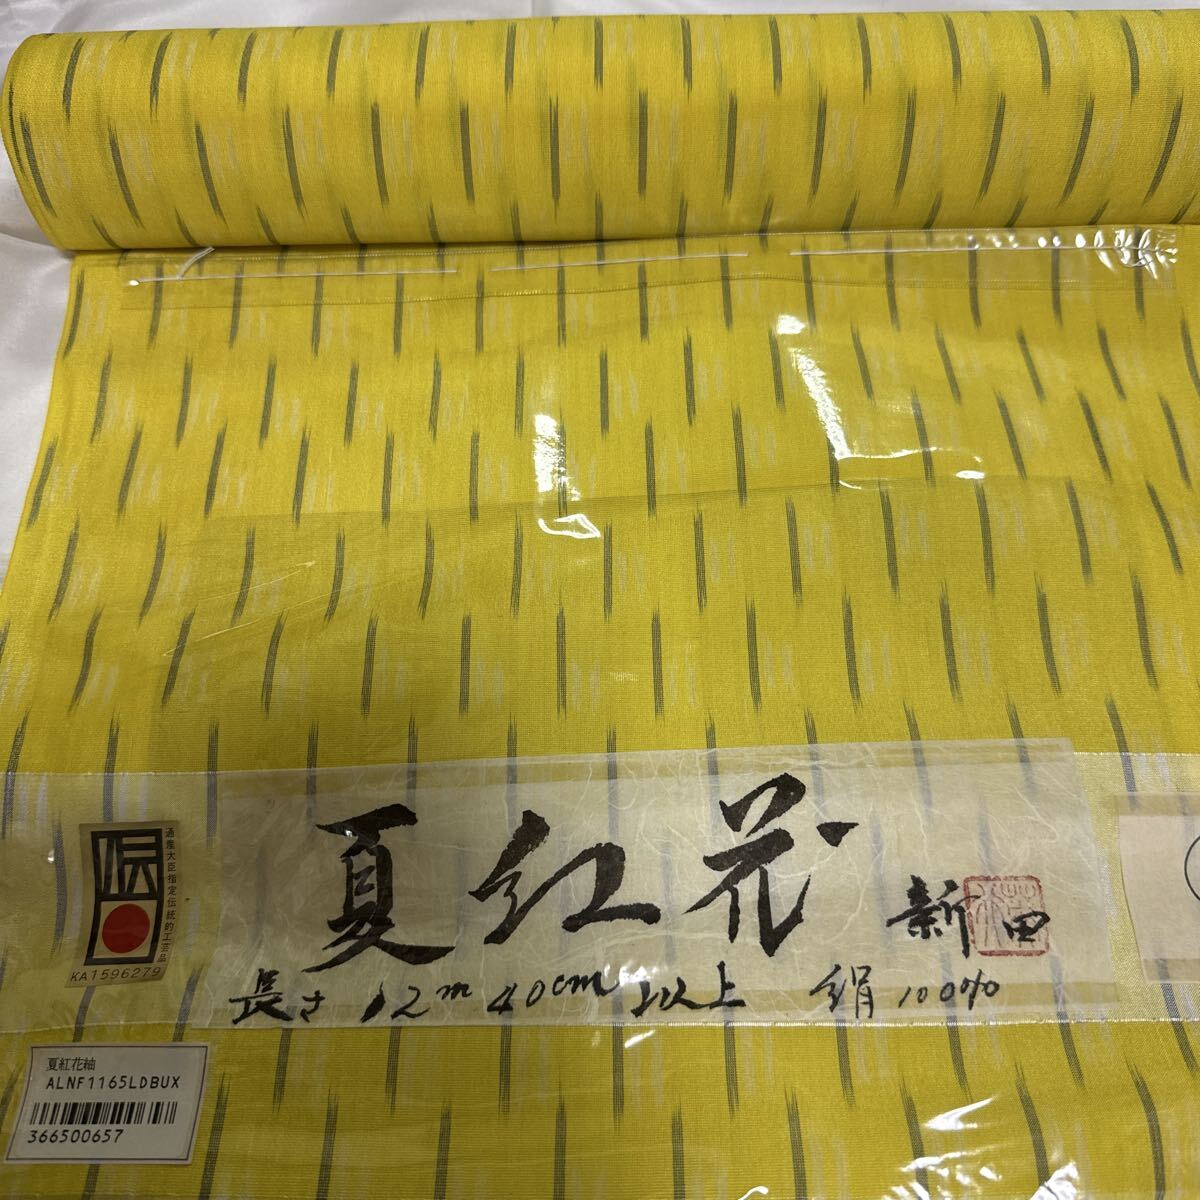 夏紅花
新田
長さ 12m40cm以上 絹100%
伝
通産大臣指定伝統的工芸品
KA1596279
夏紅花紬
ALNF1165LDBUX
366500657